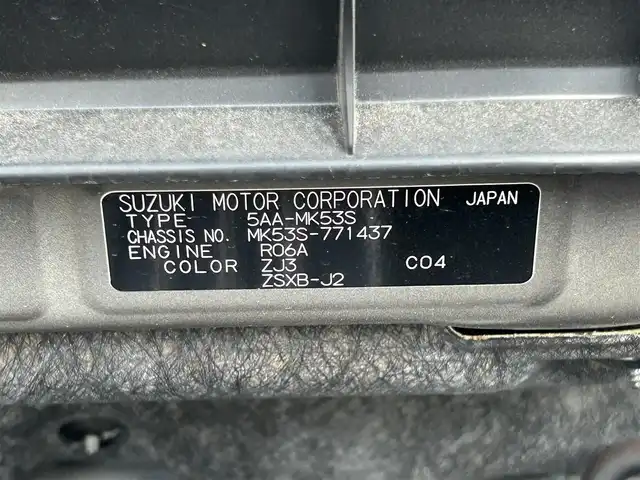 SUZUKI MOTOR CORPORATION JAPAN
TYPE 5AA-MK53S
CHASSIS NO. MK53S-771437
ENGINE R06A
COLOR ZJ3 C04
ZSXB-J2